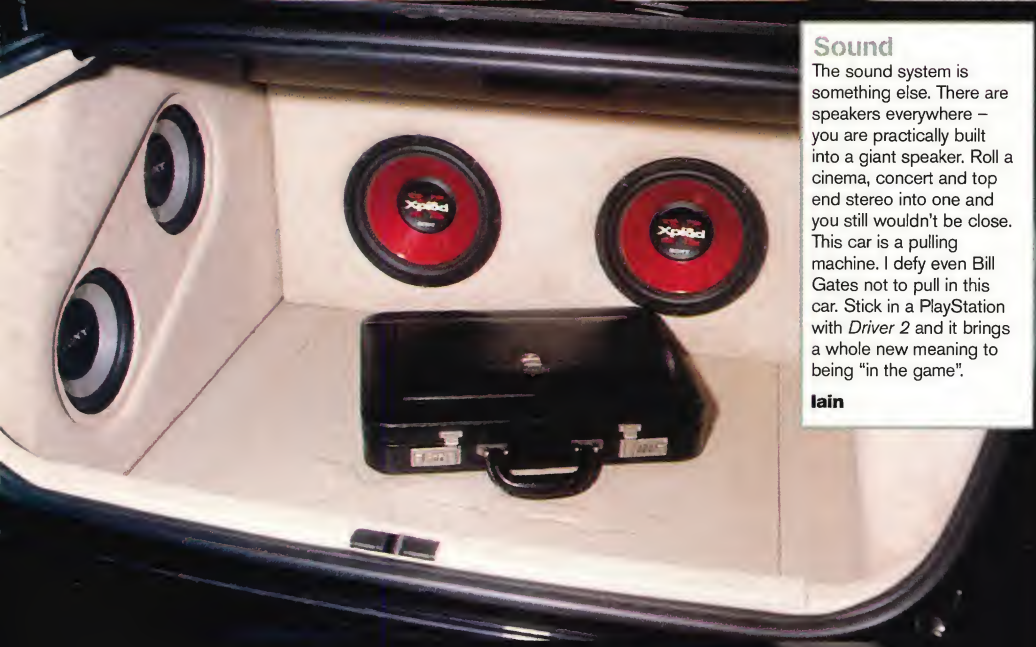 Sound
The sound system is
something else. There are
speakers everywhere –
you are practically built
into a giant speaker. Roll a
cinema, concert and top
end stereo into one and
you still wouldn't be close.
This car is a pulling
machine. I defy even Bill
Gates not to pull in this
car. Stick in a PlayStation
with Driver 2 and it brings
a whole new meaning to
being "in the game".
Iain
Xplōd
SONY
Xplōd
SONY